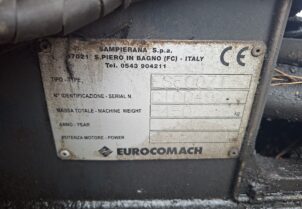 SAMPIERANA S.p.a.
47021 S.PIERO IN BAGNO (FC) - ITALY
Tel. 0543 904211
CE
TIPO - TYPE
N° IDENTIFICAZIONE - SERIAL N.
MASSA TOTALE - MACHINE WEIGHT
ANNO - YEAR
POTENZA MOTORE - POWER
EUROCOMACH